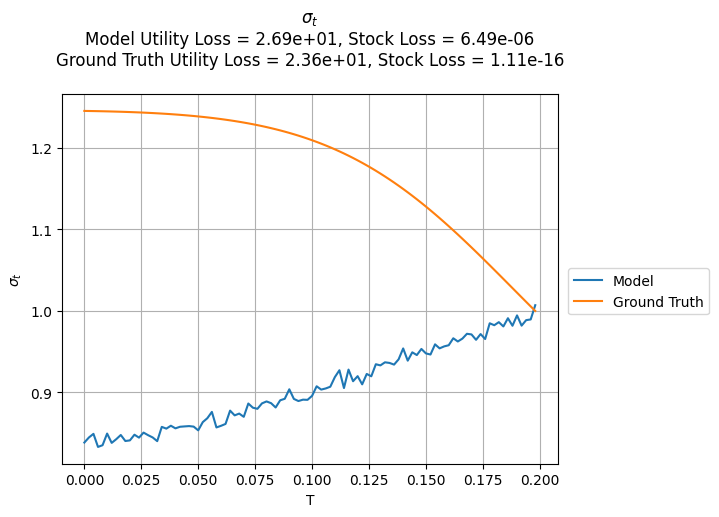 σt
Model Utility Loss = 2.69e+01, Stock Loss = 6.49e-06
Ground Truth Utility Loss = 2.36e+01, Stock Loss = 1.11e-16
1.2
1.1
1.0
0.9
σt
0.000 0.025 0.050 0.075 0.100 0.125 0.150 0.175 0.200
T
Model
Ground Truth